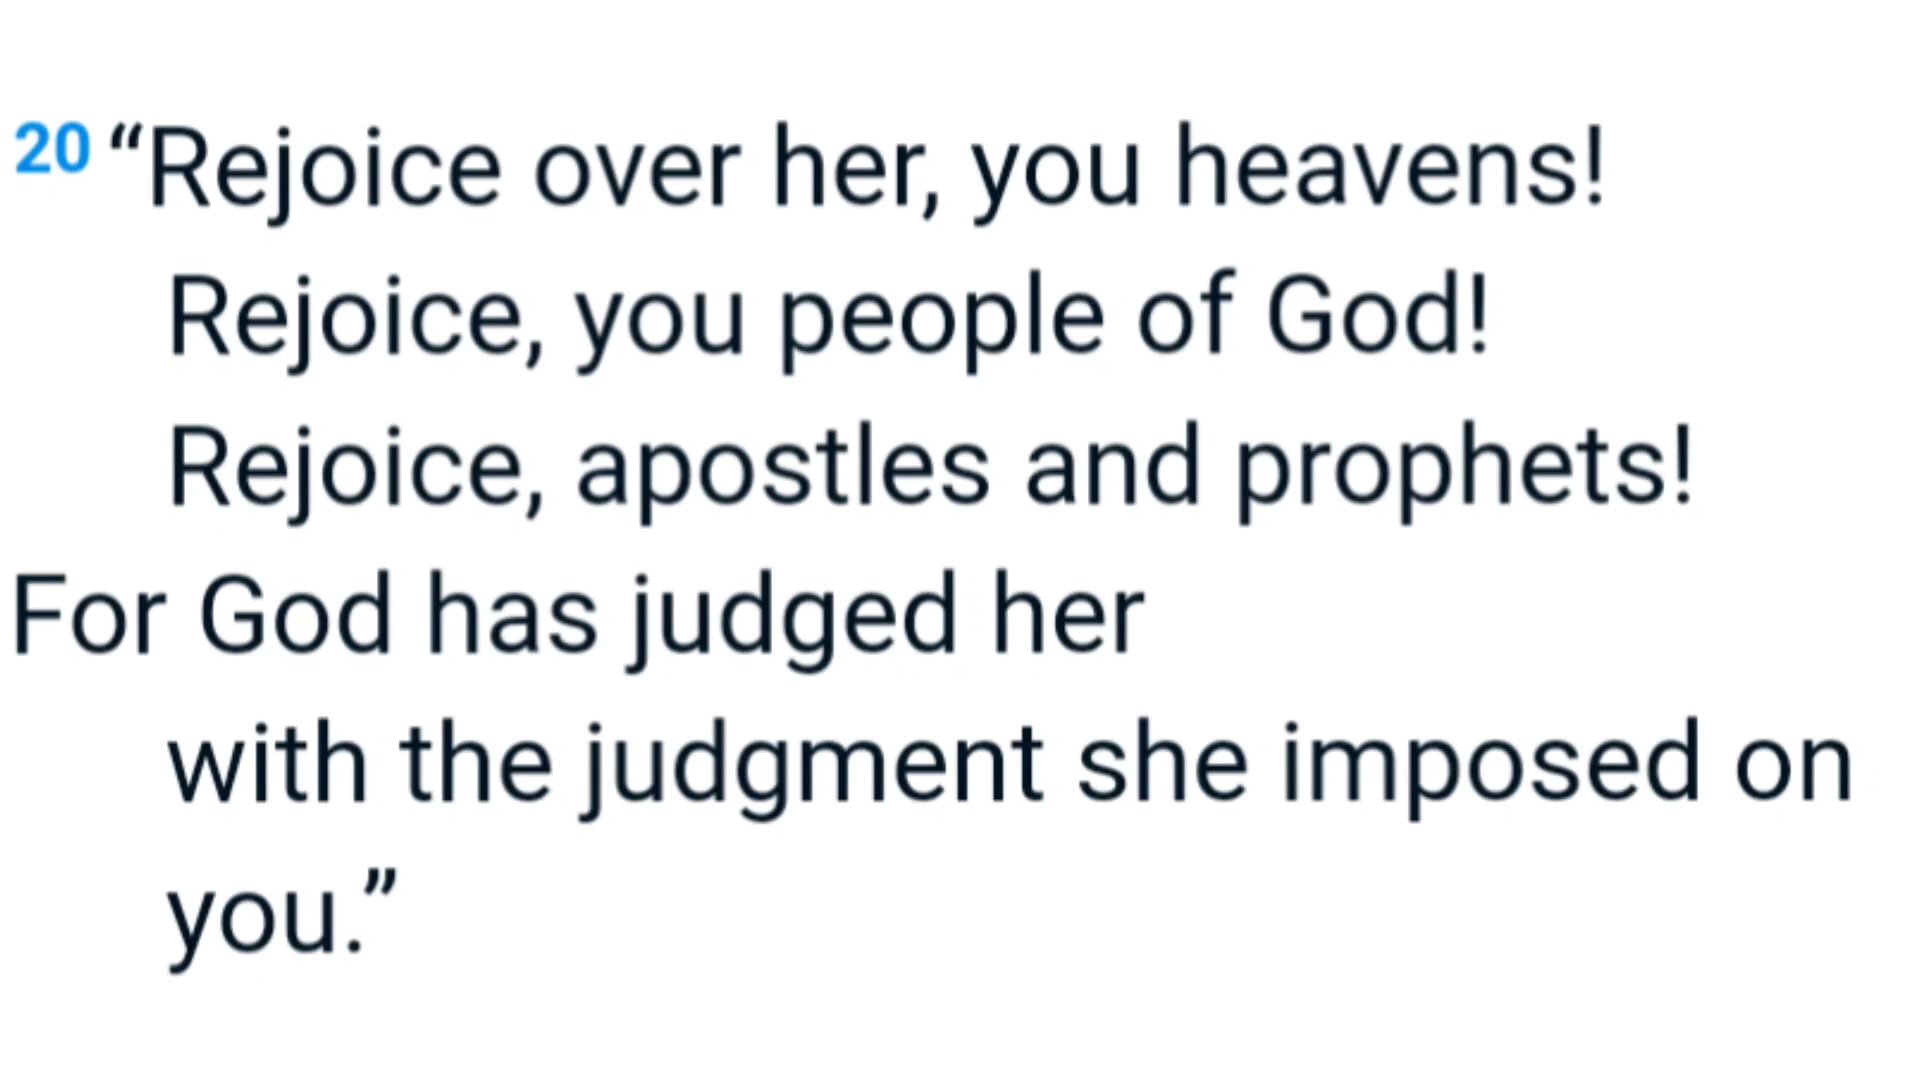 20 “Rejoice over her, you heavens!
Rejoice, you people of God!
Rejoice, apostles and prophets!
For God has judged her
with the judgment she imposed on
you.”